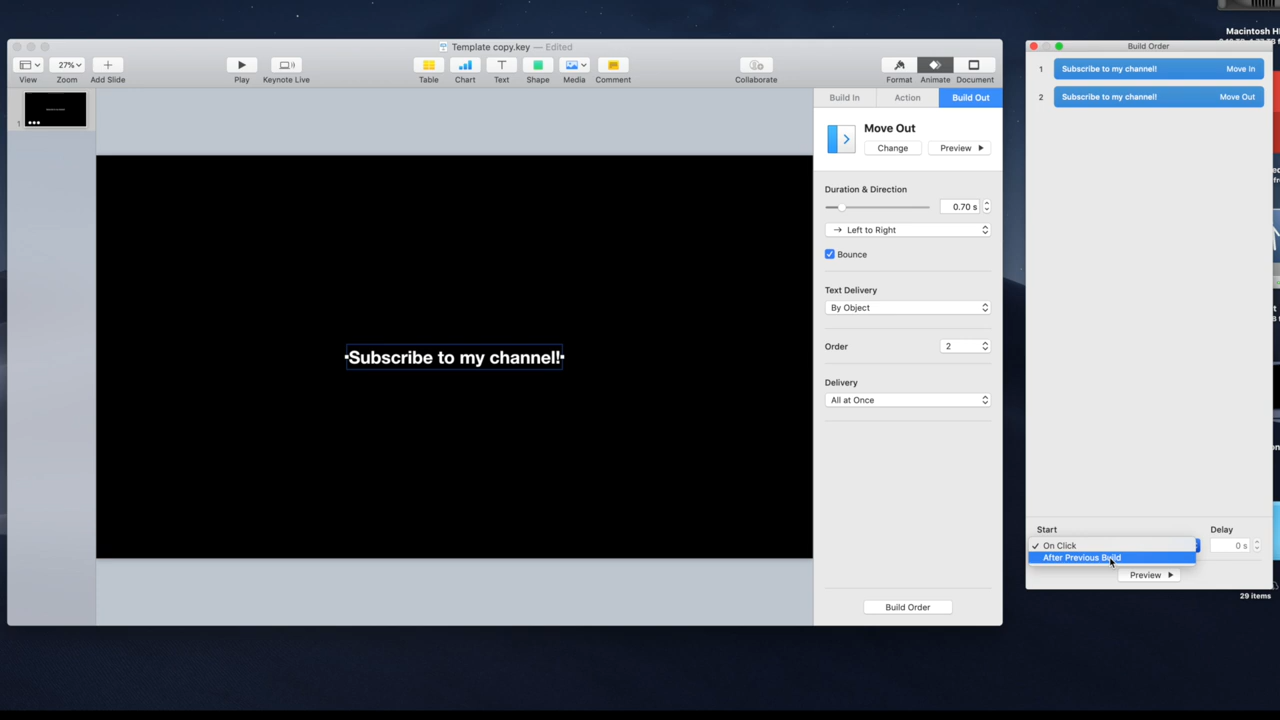 Template copy.key — Edited
View
27%
Zoom
Add Slide
Play
Keynote Live
Table
Chart
Text
Shape
Media
Comment
Collaborate
Format
Animate
Document
1
Build In
Action
Build Out
Move Out
Change
Preview
Duration & Direction
0.70 s
Left to Right
Bounce
Text Delivery
By Object
Order
2
Delivery
All at Once
Build Order
Subscribe to my channel!
Build Order
1 Subscribe to my channel! Move In
2 Subscribe to my channel! Move Out
Start
Delay
On Click
After Previous Build
0 s
Preview
Macintosh H
29 items